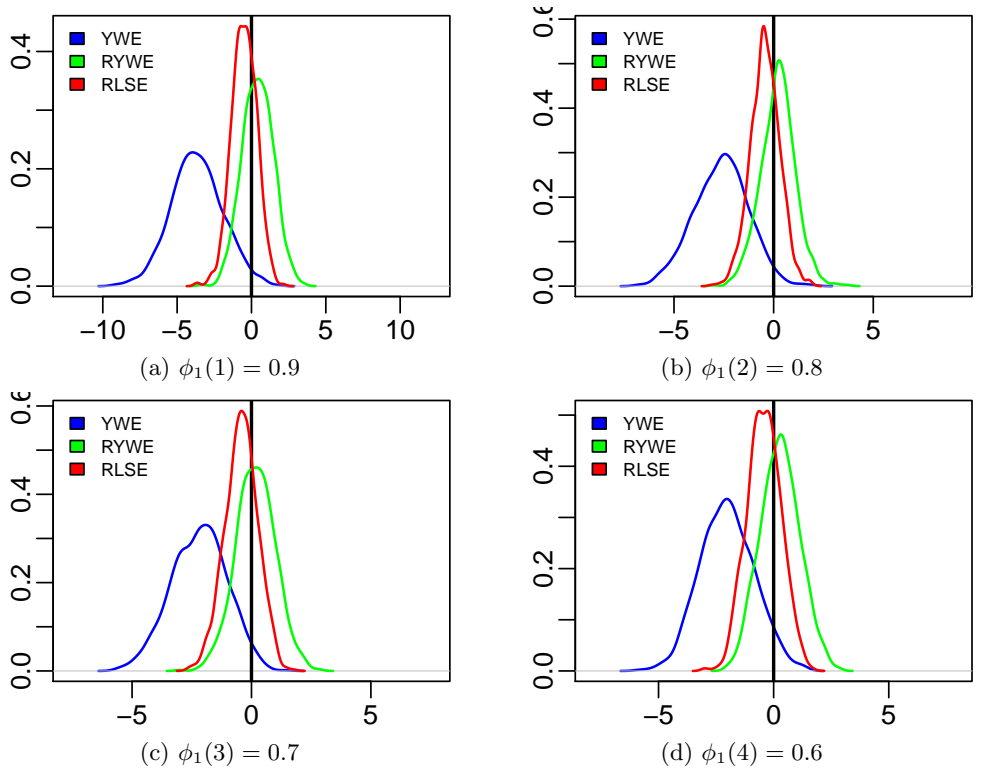 YWE
RYWE
RLSE
0.0 0.2 0.4
−10 −5 0 5 10
(a) ϕ₁(1) = 0.9
YWE
RYWE
RLSE
0.0 0.2 0.4 0.6
−5 0 5
(b) ϕ₁(2) = 0.8
YWE
RYWE
RLSE
0.0 0.2 0.4 0.6
−5 0 5
(c) ϕ₁(3) = 0.7
YWE
RYWE
RLSE
0.0 0.2 0.4
−5 0 5
(d) ϕ₁(4) = 0.6